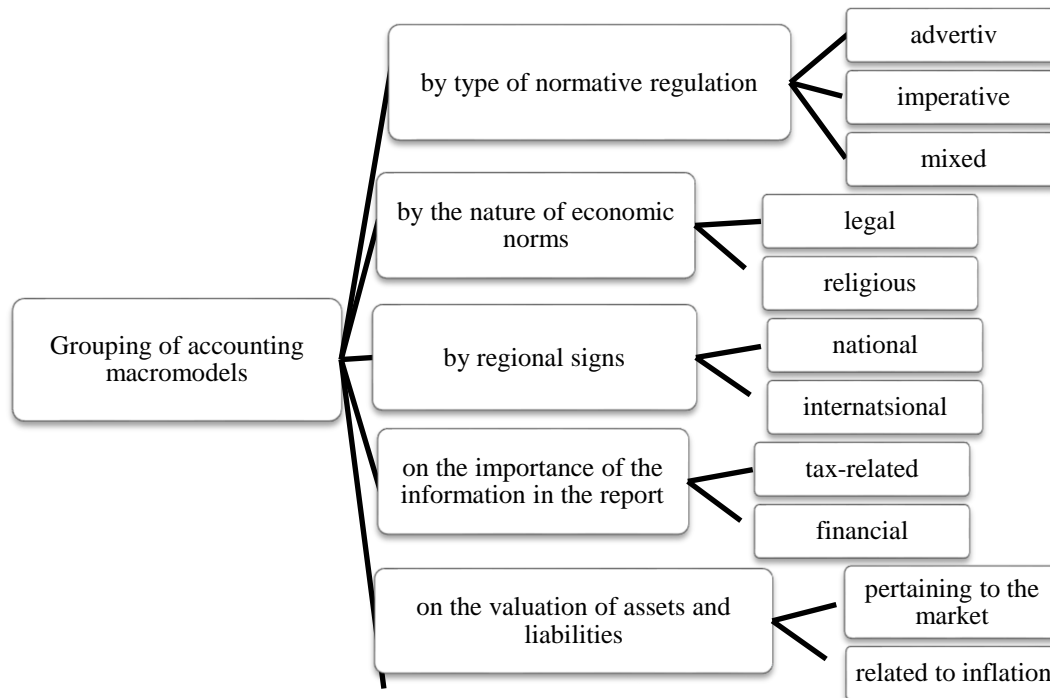 Grouping of accounting
macromodels
by type of normative regulation
advertiv
imperative
mixed
by the nature of economic
norms
legal
religious
by regional signs
national
internatsional
on the importance of the
information in the report
tax-related
financial
on the valuation of assets and
liabilities
pertaining to the
market
related to inflation